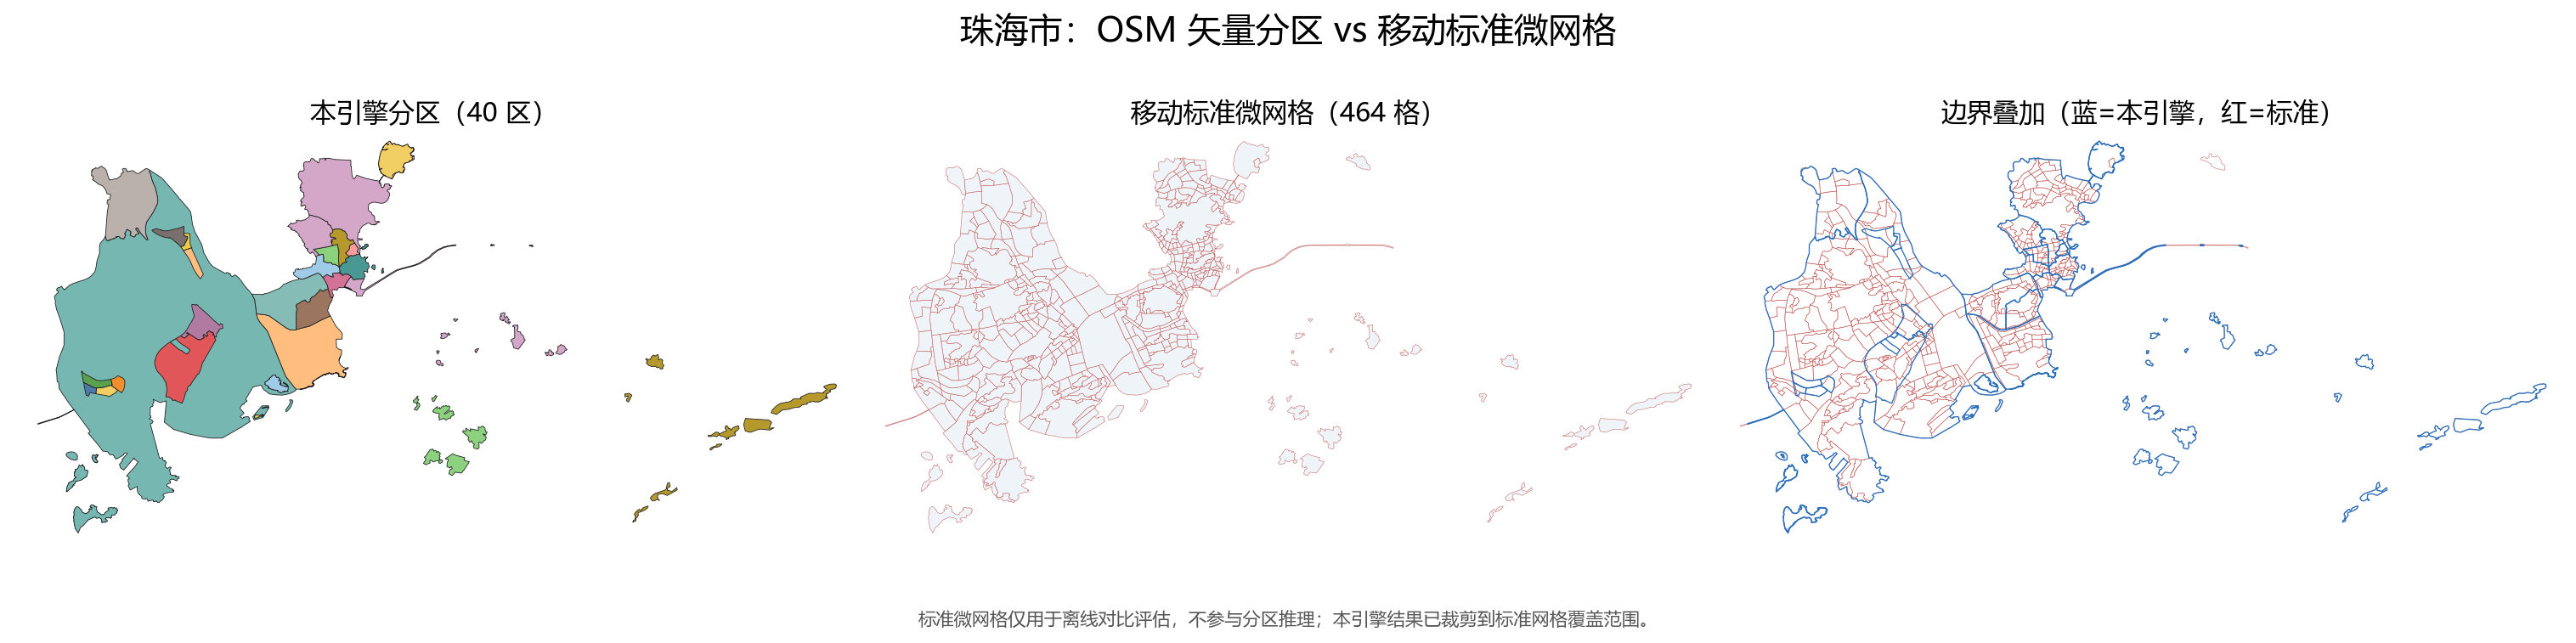 珠海市：OSM 矢量分区 vs 移动标准微网格
本引擎分区（40 区）
移动标准微网格（464 格）
边界叠加（蓝=本引擎，红=标准）
标准微网格仅用于离线对比评估，不参与分区推理；本引擎结果已裁剪到标准网格覆盖范围。